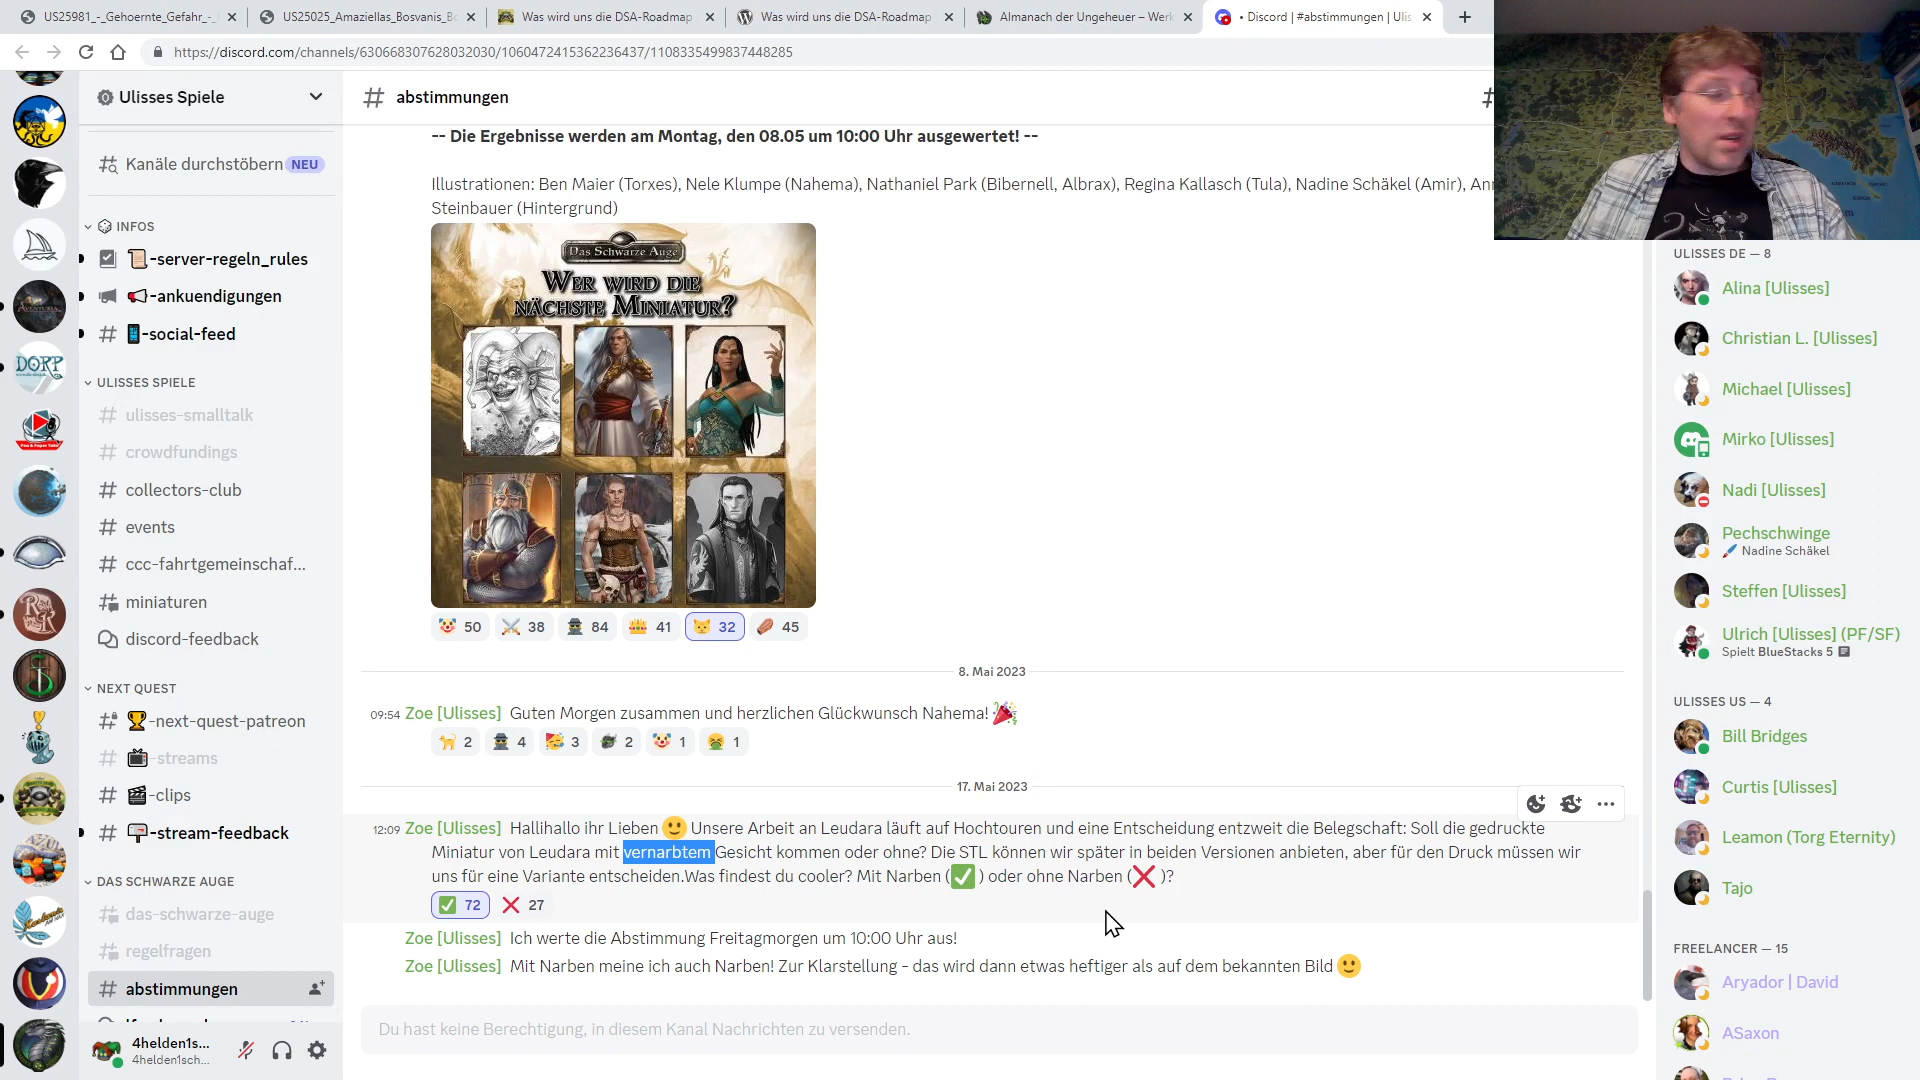 US25981_-_Gehoernte_Gefahr_-_
US25025_Amaziellas_Bosvanis_Bo
Was wird uns die DSA-Roadmap
Was wird uns die DSA-Roadmap
Almanach der Ungeheuer – Werk
• Discord | #abstimmungen | Ulis
https://discord.com/channels/630668307628032030/1060472415362236437/1108335499837448285
Ulisses Spiele
Kanäle durchstöbern NEU
INFOS
-server-regeln_rules
-ankuendigungen
-social-feed
ULISSES SPIELE
ulisses-smalltalk
crowdfundings
collectors-club
events
ccc-fahrtgemeinschaf...
miniaturen
discord-feedback
NEXT QUEST
-next-quest-patreon
-streams
-clips
-stream-feedback
DAS SCHWARZE AUGE
das-schwarze-auge
regelfragen
abstimmungen
4helden1s...
4helden1sch...
# abstimmungen
-- Die Ergebnisse werden am Montag, den 08.05 um 10:00 Uhr ausgewertet! --
Illustrationen: Ben Maier (Torxes), Nele Klumpe (Nahema), Nathaniel Park (Bibernell, Albrax), Regina Kallasch (Tula), Nadine Schäkel (Amir), Ann
Steinbauer (Hintergrund)
Das Schwarze Auge
WER WIRD DIE
NÄCHSTE MINIATUR?
50 38 84 41 32 45
8. Mai 2023
09:54 Zoe [Ulisses] Guten Morgen zusammen und herzlichen Glückwunsch Nahema!
2 4 3 2 1 1
17. Mai 2023
12:09 Zoe [Ulisses] Hallihallo ihr Lieben Unsere Arbeit an Leudara läuft auf Hochtouren und eine Entscheidung entzweit die Belegschaft: Soll die gedruckte
Miniatur von Leudara mit vernarbtem Gesicht kommen oder ohne? Die STL können wir später in beiden Versionen anbieten, aber für den Druck müssen wir
uns für eine Variante entscheiden.Was findest du cooler? Mit Narben (✅) oder ohne Narben (❌)?
72 27
Zoe [Ulisses] Ich werte die Abstimmung Freitagmorgen um 10:00 Uhr aus!
Zoe [Ulisses] Mit Narben meine ich auch Narben! Zur Klarstellung - das wird dann etwas heftiger als auf dem bekannten Bild
Du hast keine Berechtigung, in diesem Kanal Nachrichten zu versenden.
ULISSES DE — 8
Alina [Ulisses]
Christian L. [Ulisses]
Michael [Ulisses]
Mirko [Ulisses]
Nadi [Ulisses]
Pechschwinge
Nadine Schäkel
Steffen [Ulisses]
Ulrich [Ulisses] (PF/SF)
Spielt BlueStacks 5
ULISSES US — 4
Bill Bridges
Curtis [Ulisses]
Leamon (Torg Eternity)
Tajo
FREELANCER — 15
Aryador | David
ASaxon
DORP